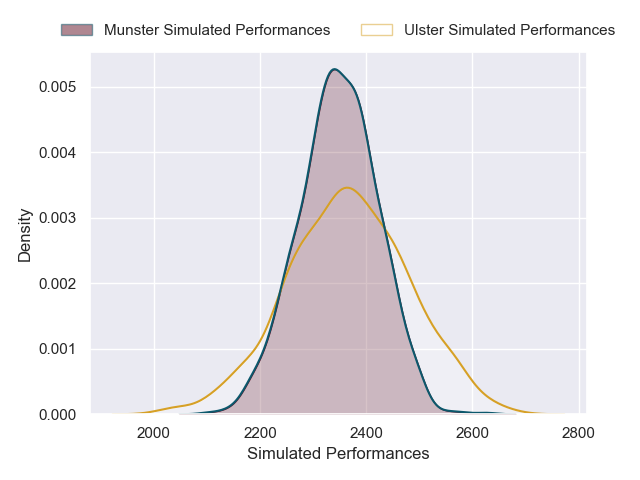 Munster Simulated Performances
Ulster Simulated Performances
0.005
0.004
0.003
0.002
0.001
0.000
Density
2000
2200
2400
2600
2800
Simulated Performances